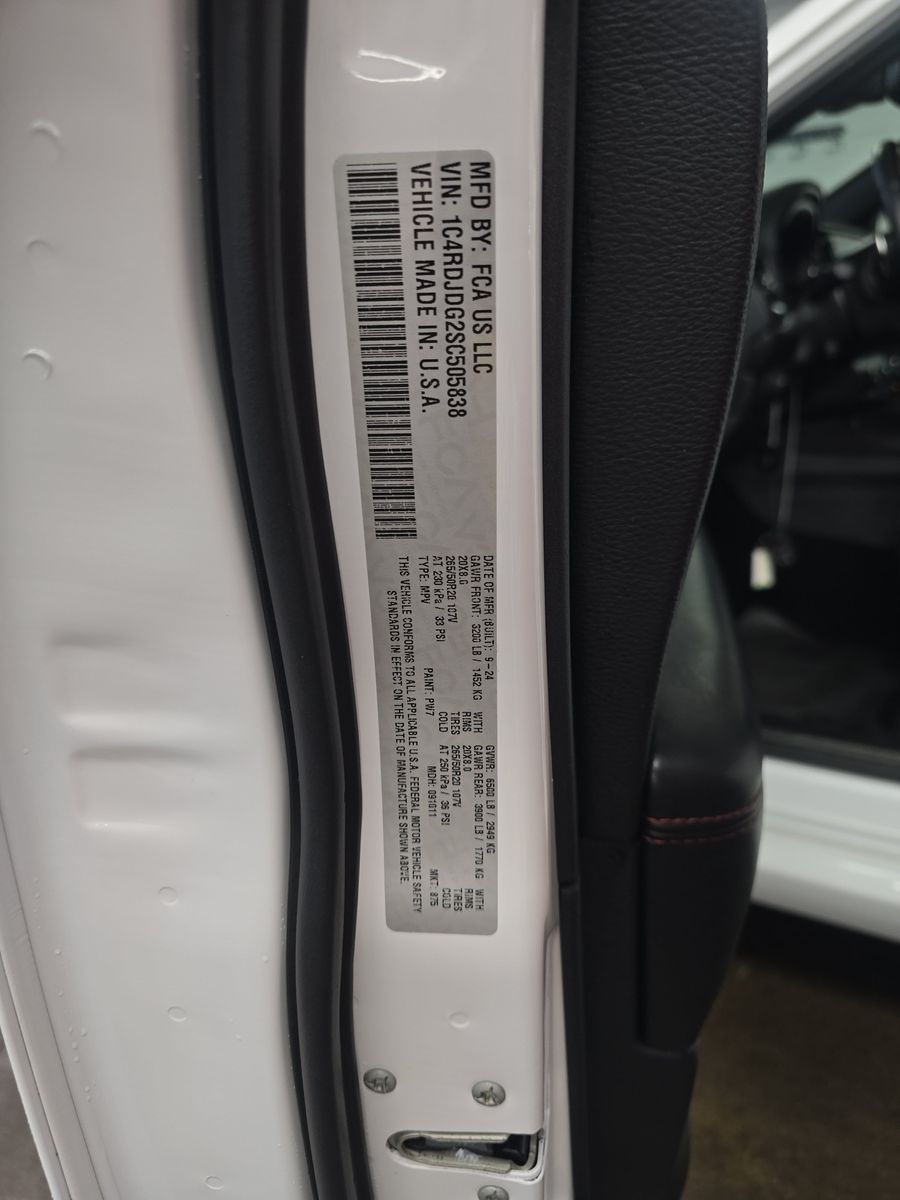 MFD BY: FCA US LLC
VIN: 1C4RDJDG2SC505838
VEHICLE MADE IN: U.S.A.
DATE OF MFR (BUILT): 9-24 GVWR: 6500 LB / 2949 KG
GAWR FRONT: 3200 LB / 1452 KG WITH GAWR REAR: 3900 LB / 1770 KG WITH
20X8.0 RIMS 20X8.0 RIMS
265/50R20 107V TIRES 265/50R20 107V TIRES
AT 230 kPa / 33 PSI COLD AT 250 kPa / 36 PSI COLD
TYPE: MPV PAINT: PW7 MDH: 091011 MKT: 875
THIS VEHICLE CONFORMS TO ALL APPLICABLE U.S.A. FEDERAL MOTOR VEHICLE SAFETY
STANDARDS IN EFFECT ON THE DATE OF MANUFACTURE SHOWN ABOVE.